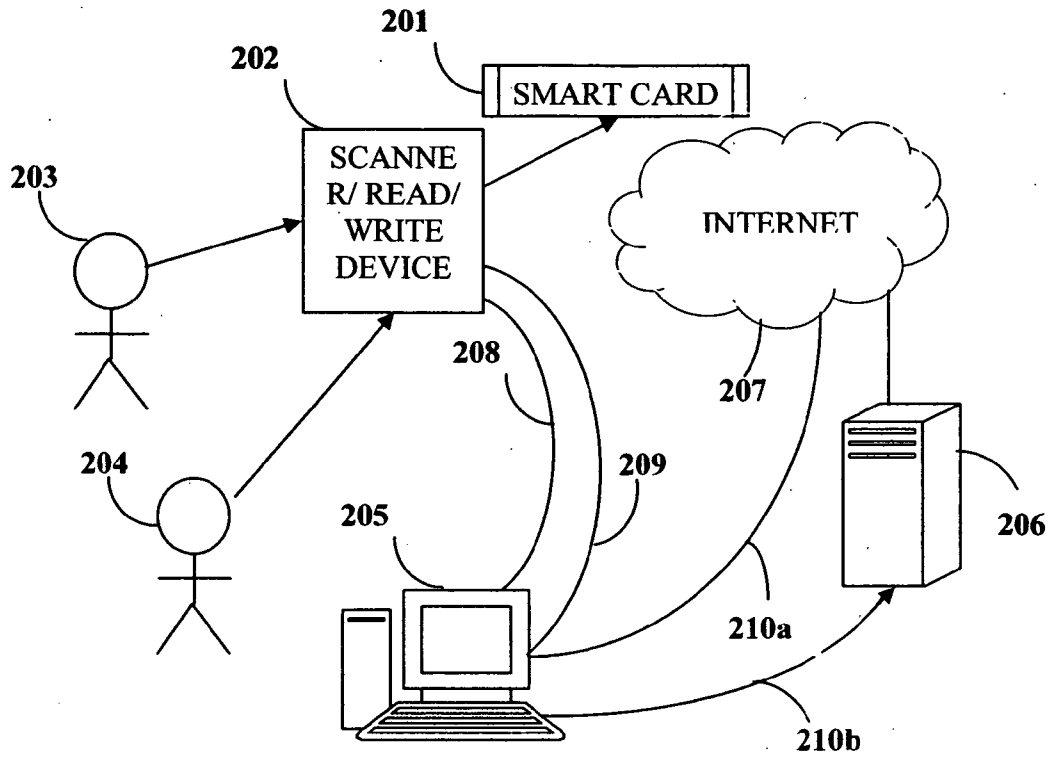 201
202
SMART CARD
SCANNE
R/ READ/
WRITE
DEVICE
203
INTERNET
208
207
204
209
205
206
210a
210b